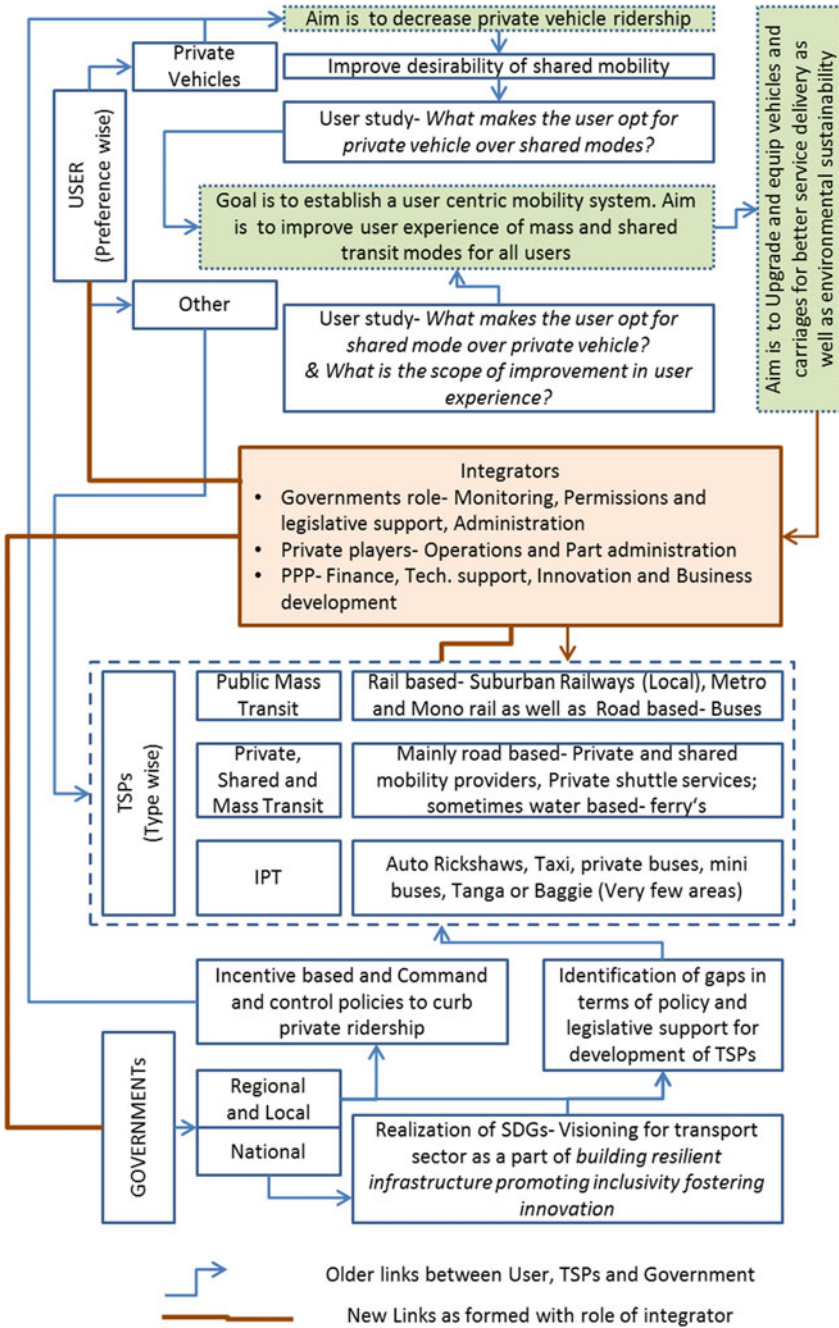 Aim is to decrease private vehicle ridership
Private
Vehicles
Improve desirability of shared mobility
User study- What makes the user opt for
private vehicle over shared modes?
USER
(Preference wise)
Goal is to establish a user centric mobility system. Aim
is to improve user experience of mass and shared
transit modes for all users
Aim is to Upgrade and equip vehicles and
carriages for better service delivery as
well as environmental sustainability
Other
User study- What makes the user opt for
shared mode over private vehicle?
& What is the scope of improvement in user
experience?
Integrators
• Governments role- Monitoring, Permissions and
legislative support, Administration
• Private players- Operations and Part administration
• PPP- Finance, Tech. support, Innovation and Business
development
TSPs
(Type wise)
Public Mass
Transit
Rail based- Suburban Railways (Local), Metro
and Mono rail as well as Road based- Buses
Private,
Shared and
Mass Transit
Mainly road based- Private and shared
mobility providers, Private shuttle services;
sometimes water based- ferry's
IPT
Auto Rickshaws, Taxi, private buses, mini
buses, Tanga or Baggie (Very few areas)
Incentive based and Command
and control policies to curb
private ridership
Identification of gaps in
terms of policy and
legislative support for
development of TSPs
GOVERNMENTs
Regional
and Local
National
Realization of SDGs- Visioning for transport
sector as a part of building resilient
infrastructure promoting inclusivity fostering
innovation
Older links between User, TSPs and Government
New Links as formed with role of integrator